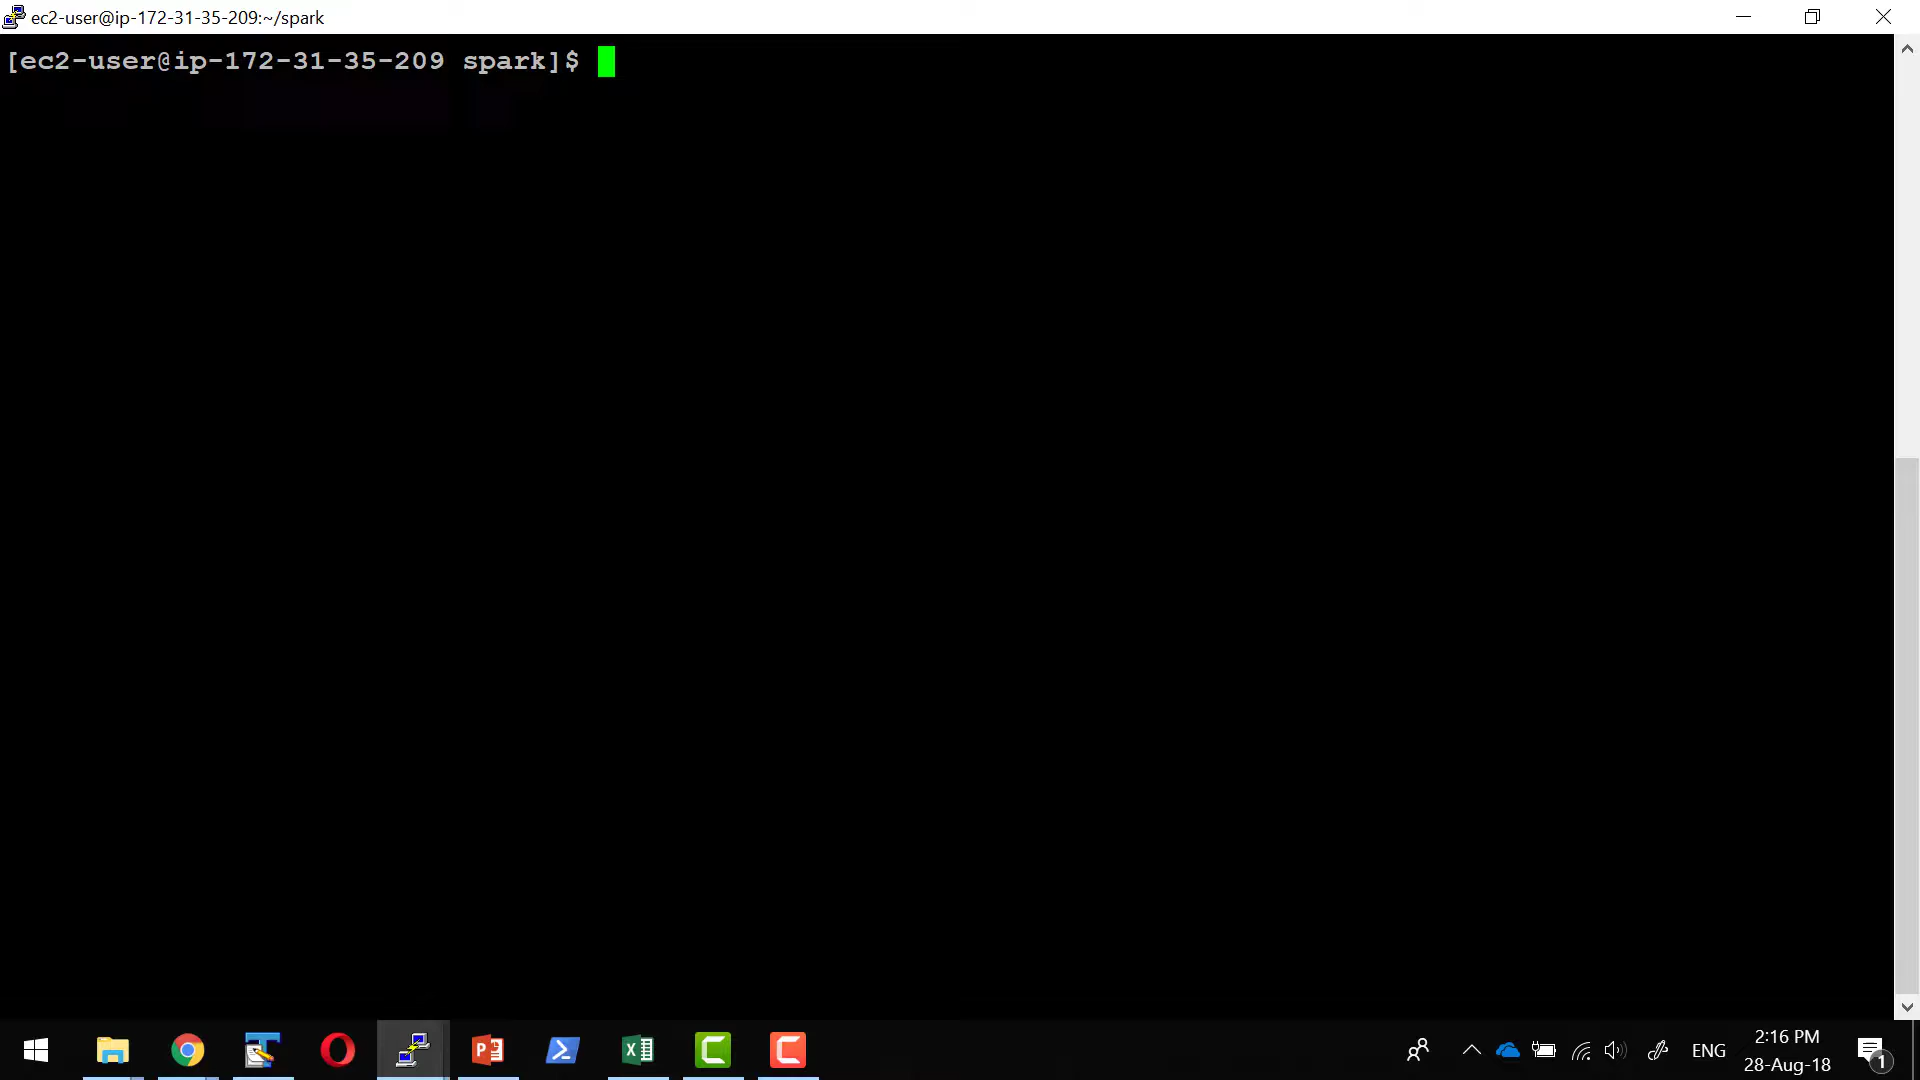 ec2-user@ip-172-31-35-209:~/spark
[ec2-user@ip-172-31-35-209 spark]$
ENG
2:16 PM
28-Aug-18
1